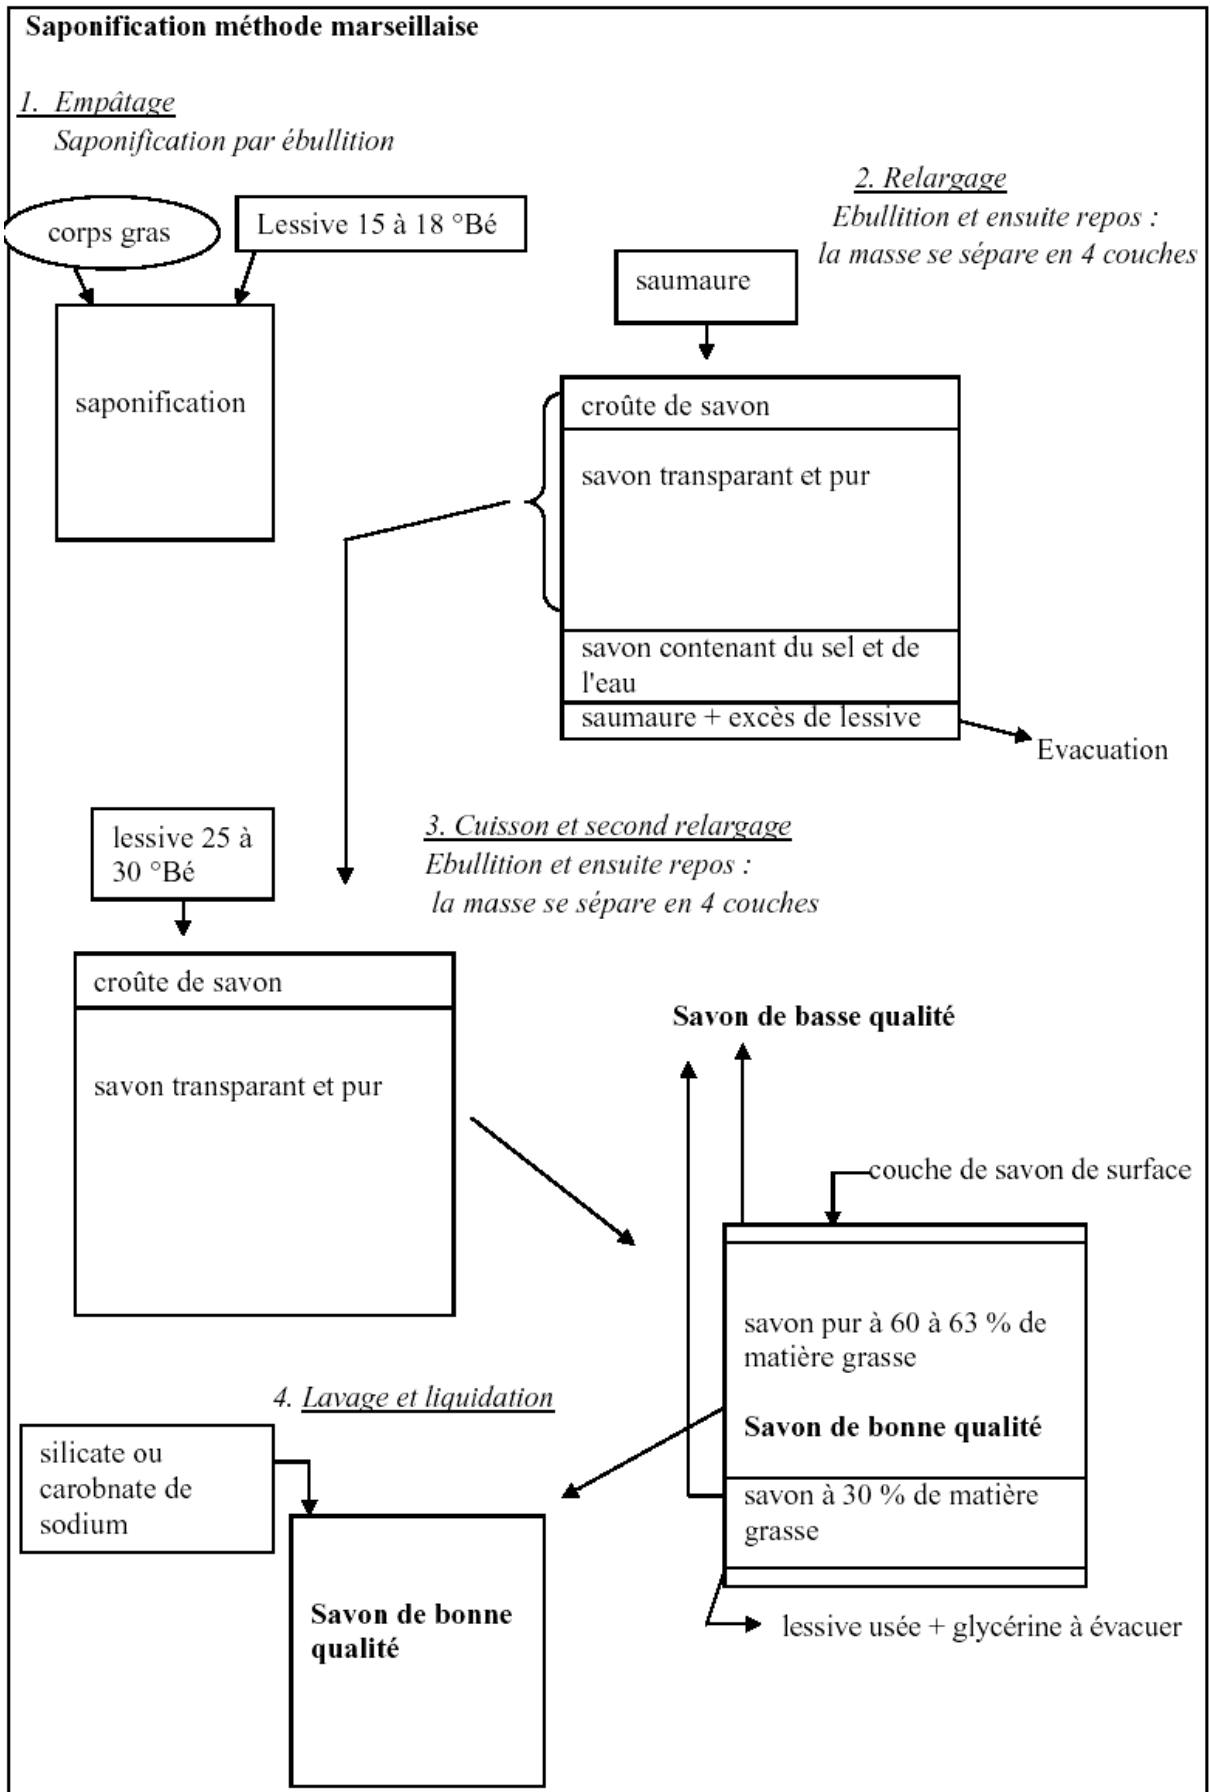 Saponification méthode marseillaise
1. Empâtage
Saponification par ébullition
corps gras
Lessive 15 à 18 °Bé
saponification
2. Relargage
Ebullition et ensuite repos :
la masse se sépare en 4 couches
saumaure
croûte de savon
savon transparant et pur
savon contenant du sel et de
l'eau
saumaure + excès de lessive
Evacuation
lessive 25 à
30 °Bé
3. Cuisson et second relargage
Ebullition et ensuite repos :
la masse se sépare en 4 couches
croûte de savon
savon transparant et pur
Savon de basse qualité
couche de savon de surface
savon pur à 60 à 63 % de
matière grasse
Savon de bonne qualité
savon à 30 % de matière
grasse
lessive usée + glycérine à évacuer
4. Lavage et liquidation
silicate ou
carobnate de
sodium
Savon de bonne
qualité